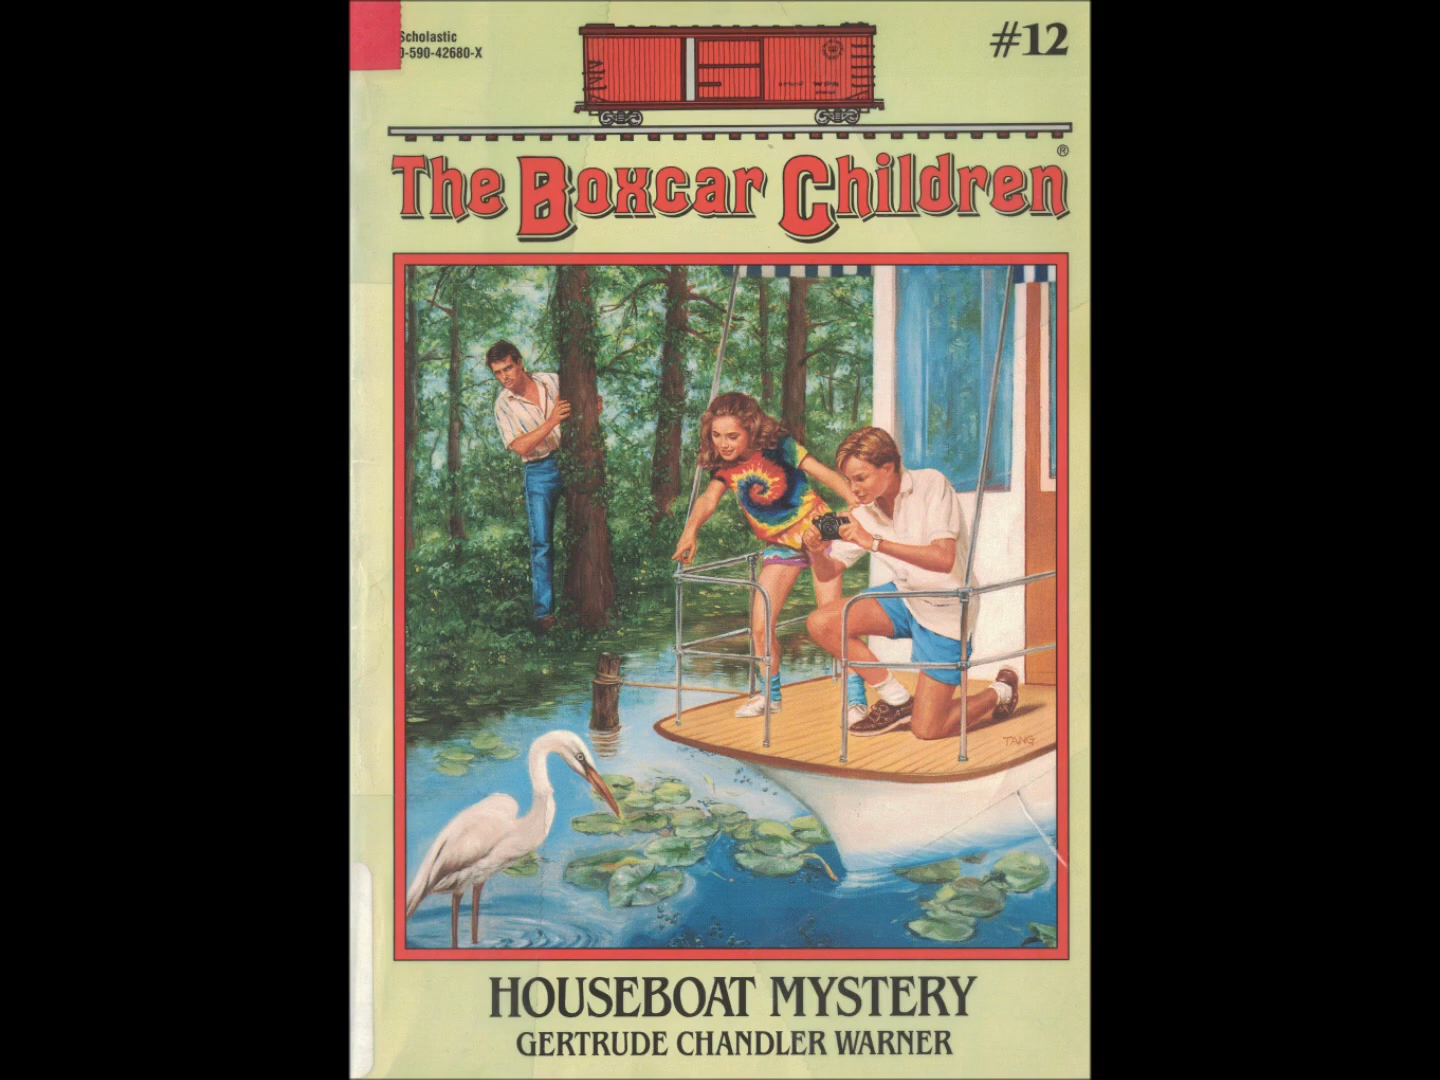 Scholastic
0-590-42680-X
#12
The Boxcar Children®
TANG
HOUSEBOAT MYSTERY
GERTRUDE CHANDLER WARNER